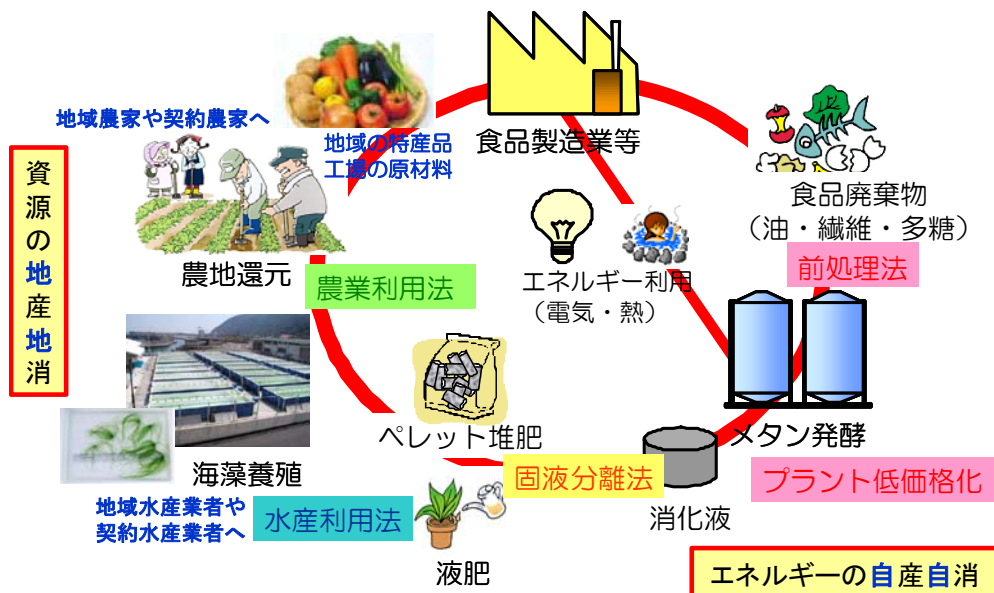 地域農家や契約農家へ
地域の特産品
工場の原材料
食品製造業等
食品廃棄物
（油・繊維・多糖）
前処理法
資源の地産地消
農地還元
農業利用法
エネルギー利用
（電気・熱）
ペレット堆肥
メタン発酵
海藻養殖
固液分離法
プラント低価格化
地域水産業者や
契約水産業者へ
水産利用法
消化液
液肥
エネルギーの自産自消